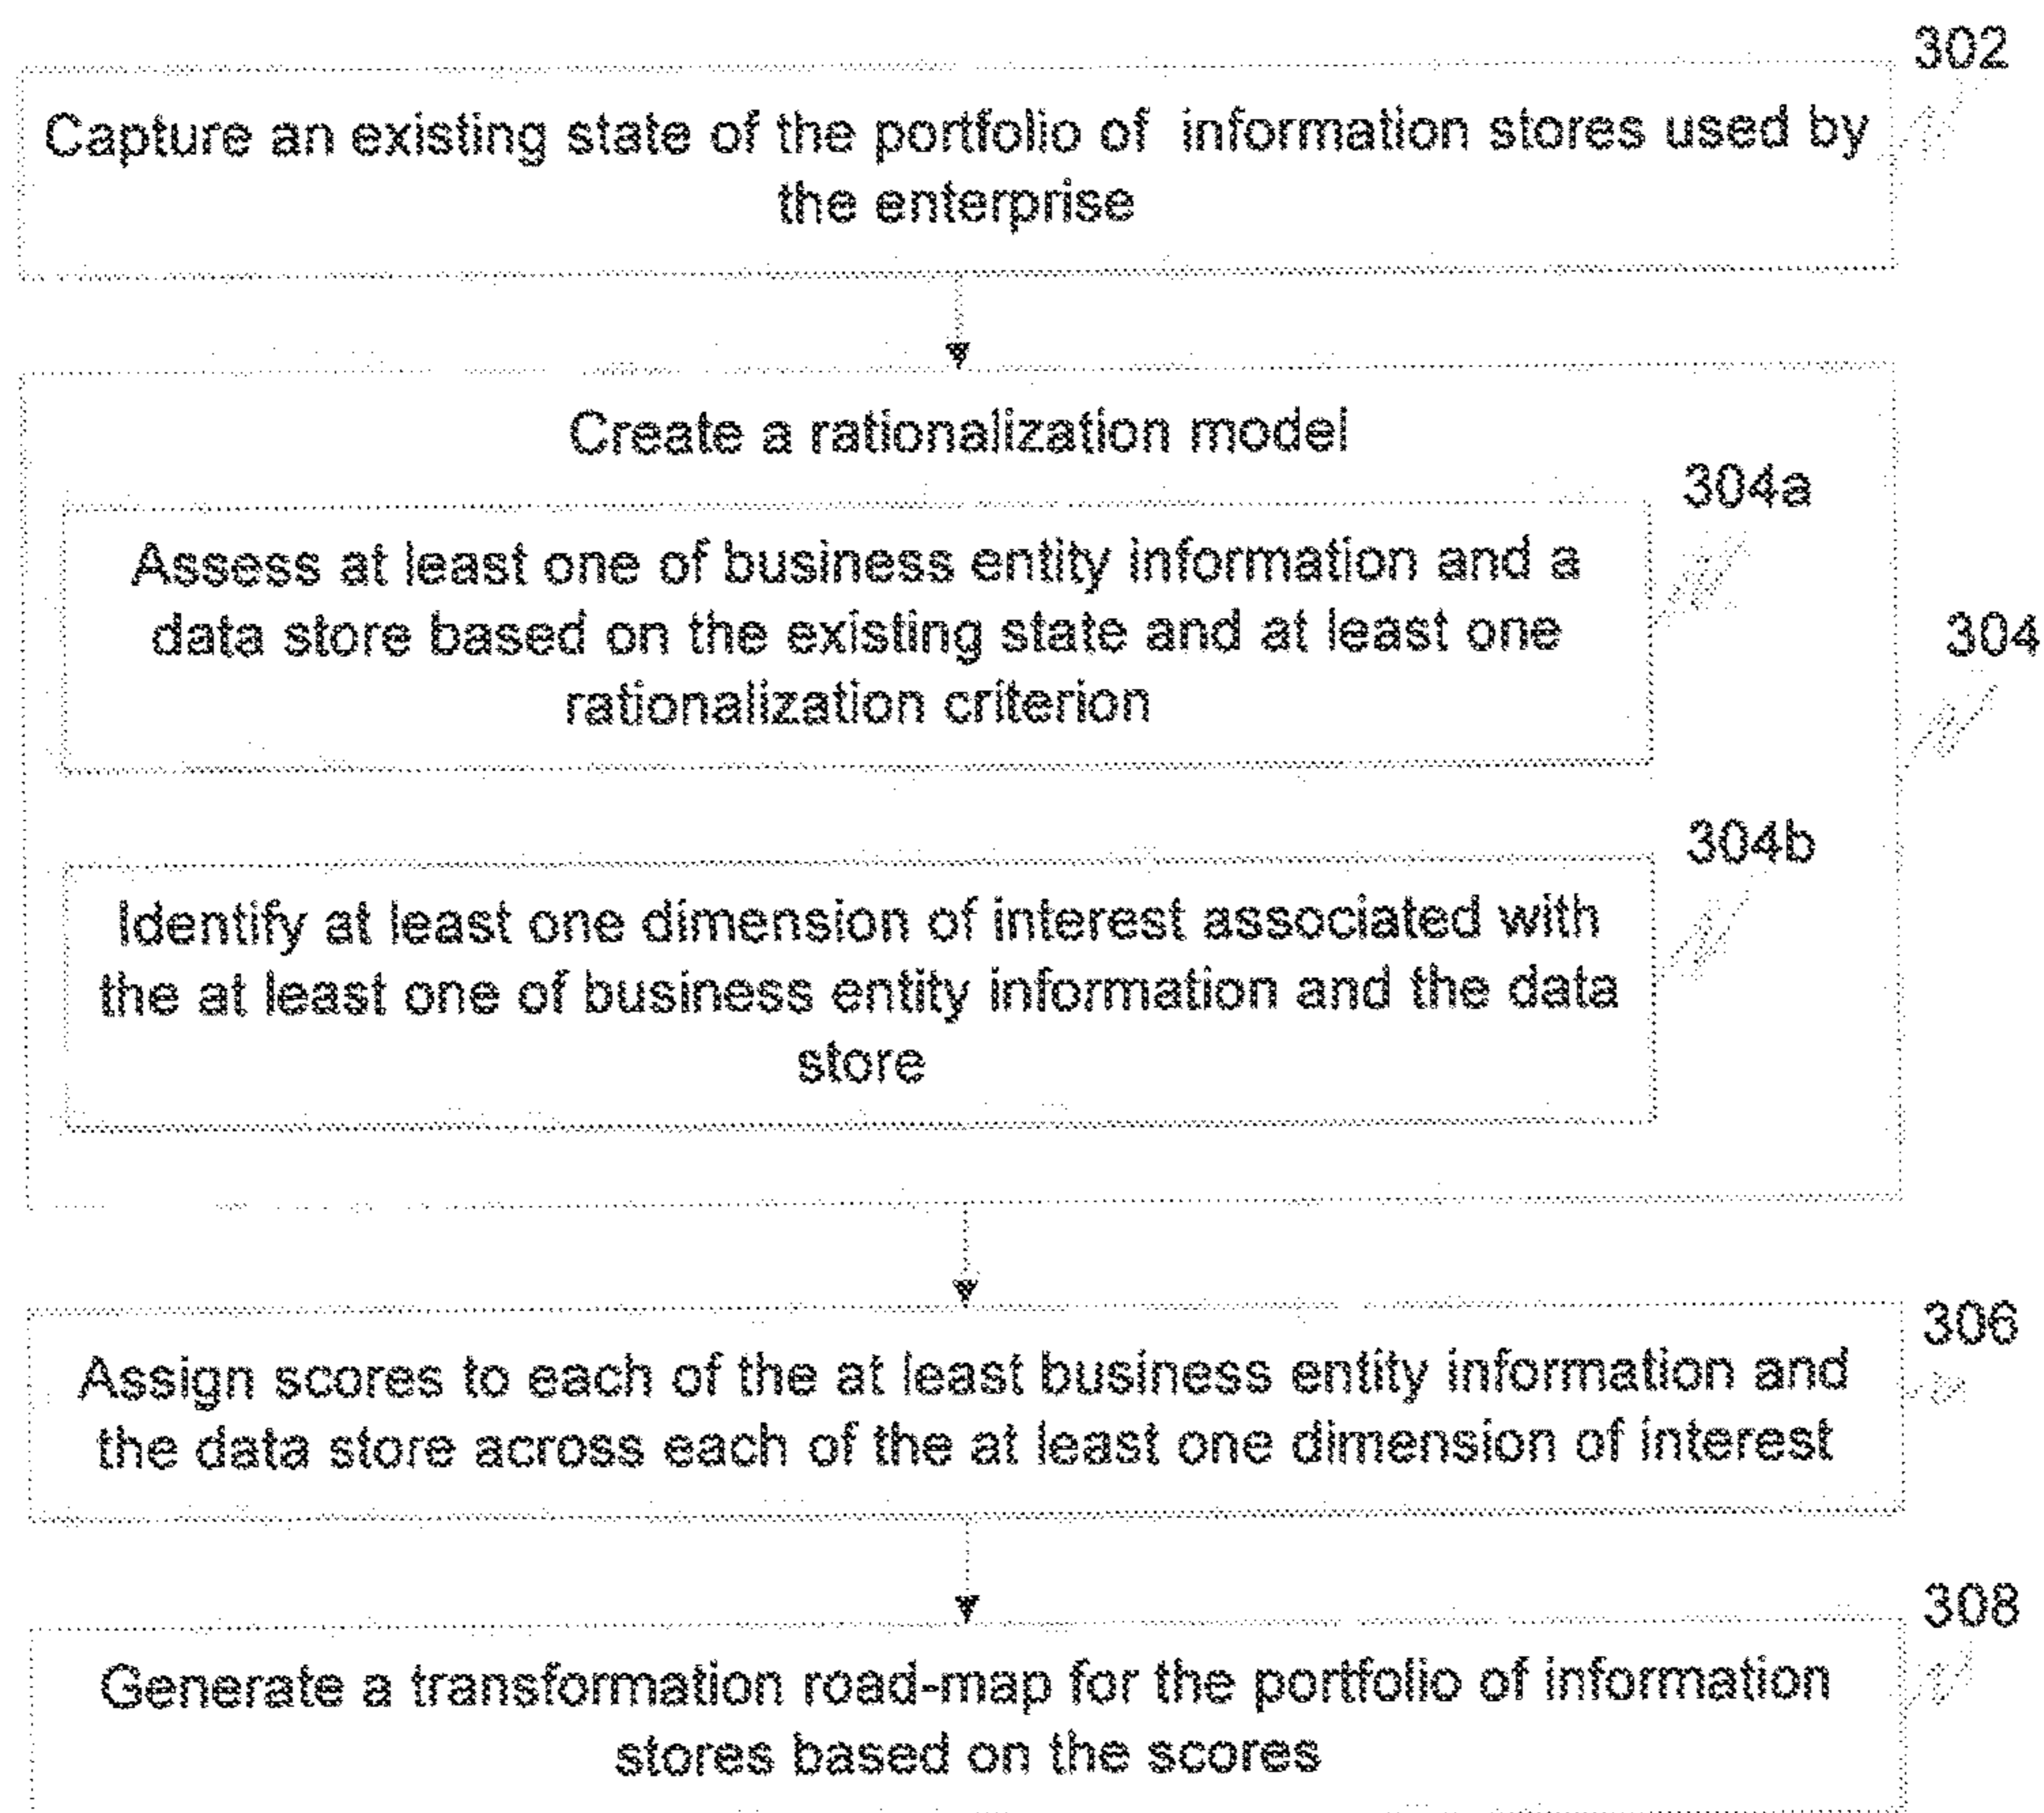 302
Capture an existing state of the portfolio of information stores used by
the enterprise
Create a rationalization model
304a
Assess at least one of business entity information and a
data store based on the existing state and at least one
rationalization criterion
304
304b
Identify at least one dimension of interest associated with
the at least one of business entity information and the data
store
306
Assign scores to each of the at least business entity information and
the data store across each of the at least one dimension of interest
308
Generate a transformation road-map for the portfolio of information
stores based on the scores